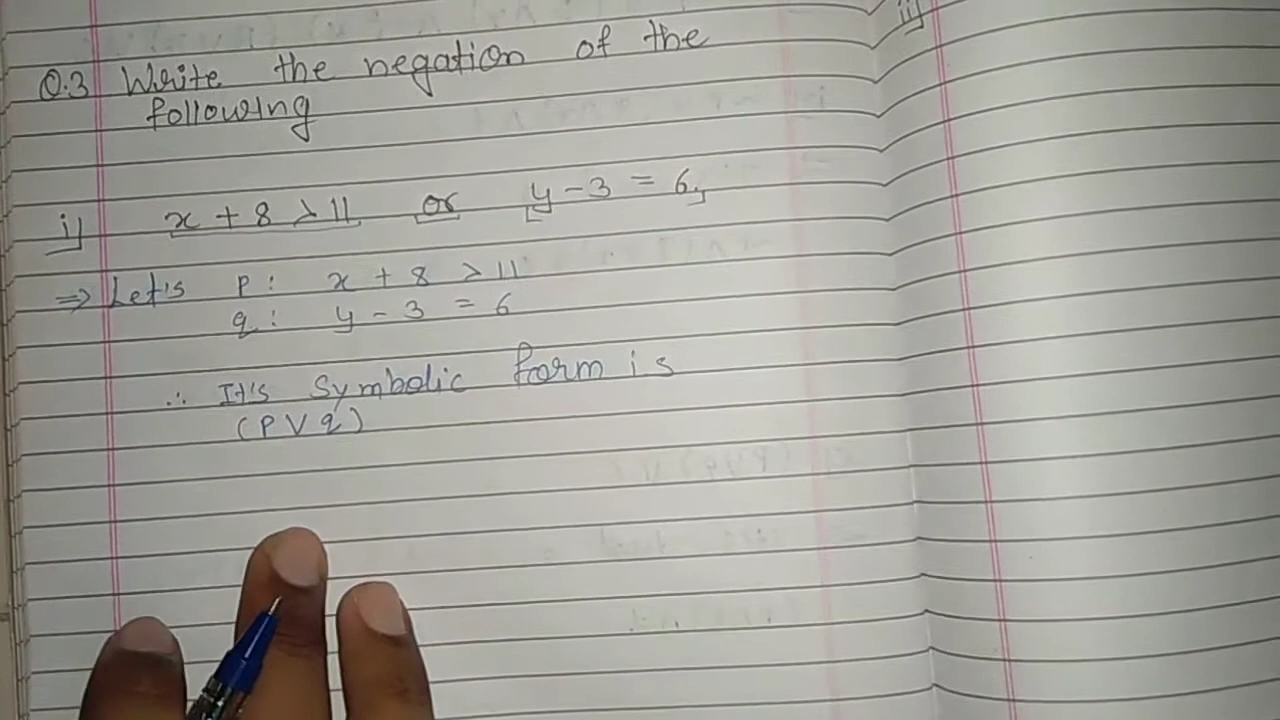 Q.3 Write the negation of the
following
i) x + 8 > 11 or y - 3 = 6
⇒ Let's p : x + 8 > 11
q : y - 3 = 6
∴ It's symbolic form is
(p ∨ q)
iii)